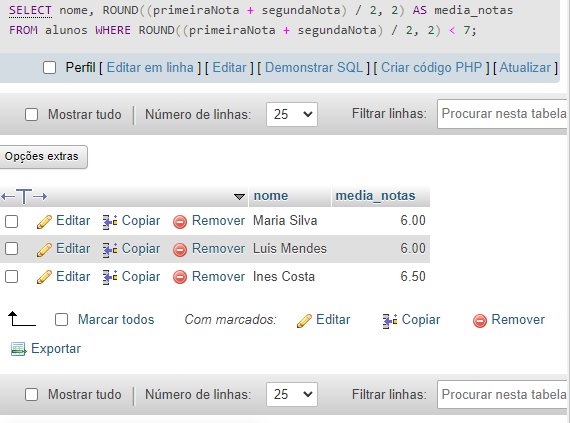 SELECT nome, ROUND((primeiraNota + segundaNota) / 2, 2) AS media_notas
FROM alunos WHERE ROUND((primeiraNota + segundaNota) / 2, 2) < 7;
Perfil [ Editar em linha ] [ Editar ] [ Demonstrar SQL ] [ Criar código PHP ] [ Atualizar ]
Mostrar tudo Número de linhas: 25 Filtrar linhas: Procurar nesta tabela
Opções extras
←T→ nome media_notas
Editar Copiar Remover Maria Silva 6.00
Editar Copiar Remover Luis Mendes 6.00
Editar Copiar Remover Ines Costa 6.50
Marcar todos Com marcados: Editar Copiar Remover
Exportar
Mostrar tudo Número de linhas: 25 Filtrar linhas: Procurar nesta tabela